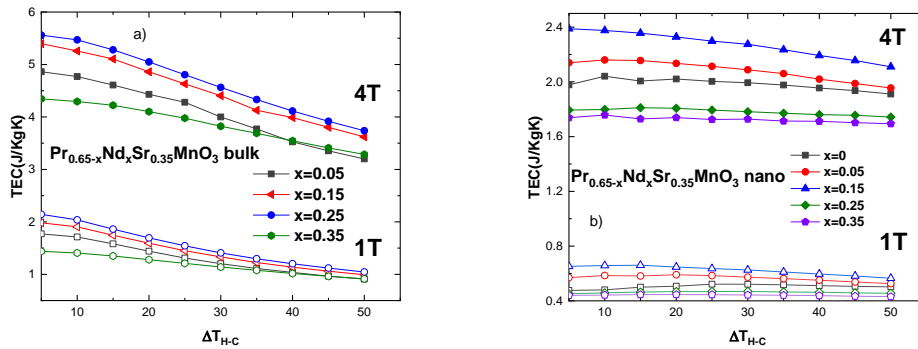 a)
4T
Pr0.65-xNdxSr0.35MnO3 bulk
x=0.05
x=0.15
x=0.25
x=0.35
1T
TEC(J/KgK)
6
5
4
3
2
1
10 20 30 40 50
ΔTH-C
4T
Pr0.65-xNdxSr0.35MnO3 nano
x=0
x=0.05
x=0.15
x=0.25
x=0.35
b)
1T
TEC(J/KgK)
2.4
2.0
1.6
1.2
0.8
0.4
10 20 30 40 50
ΔTH-C